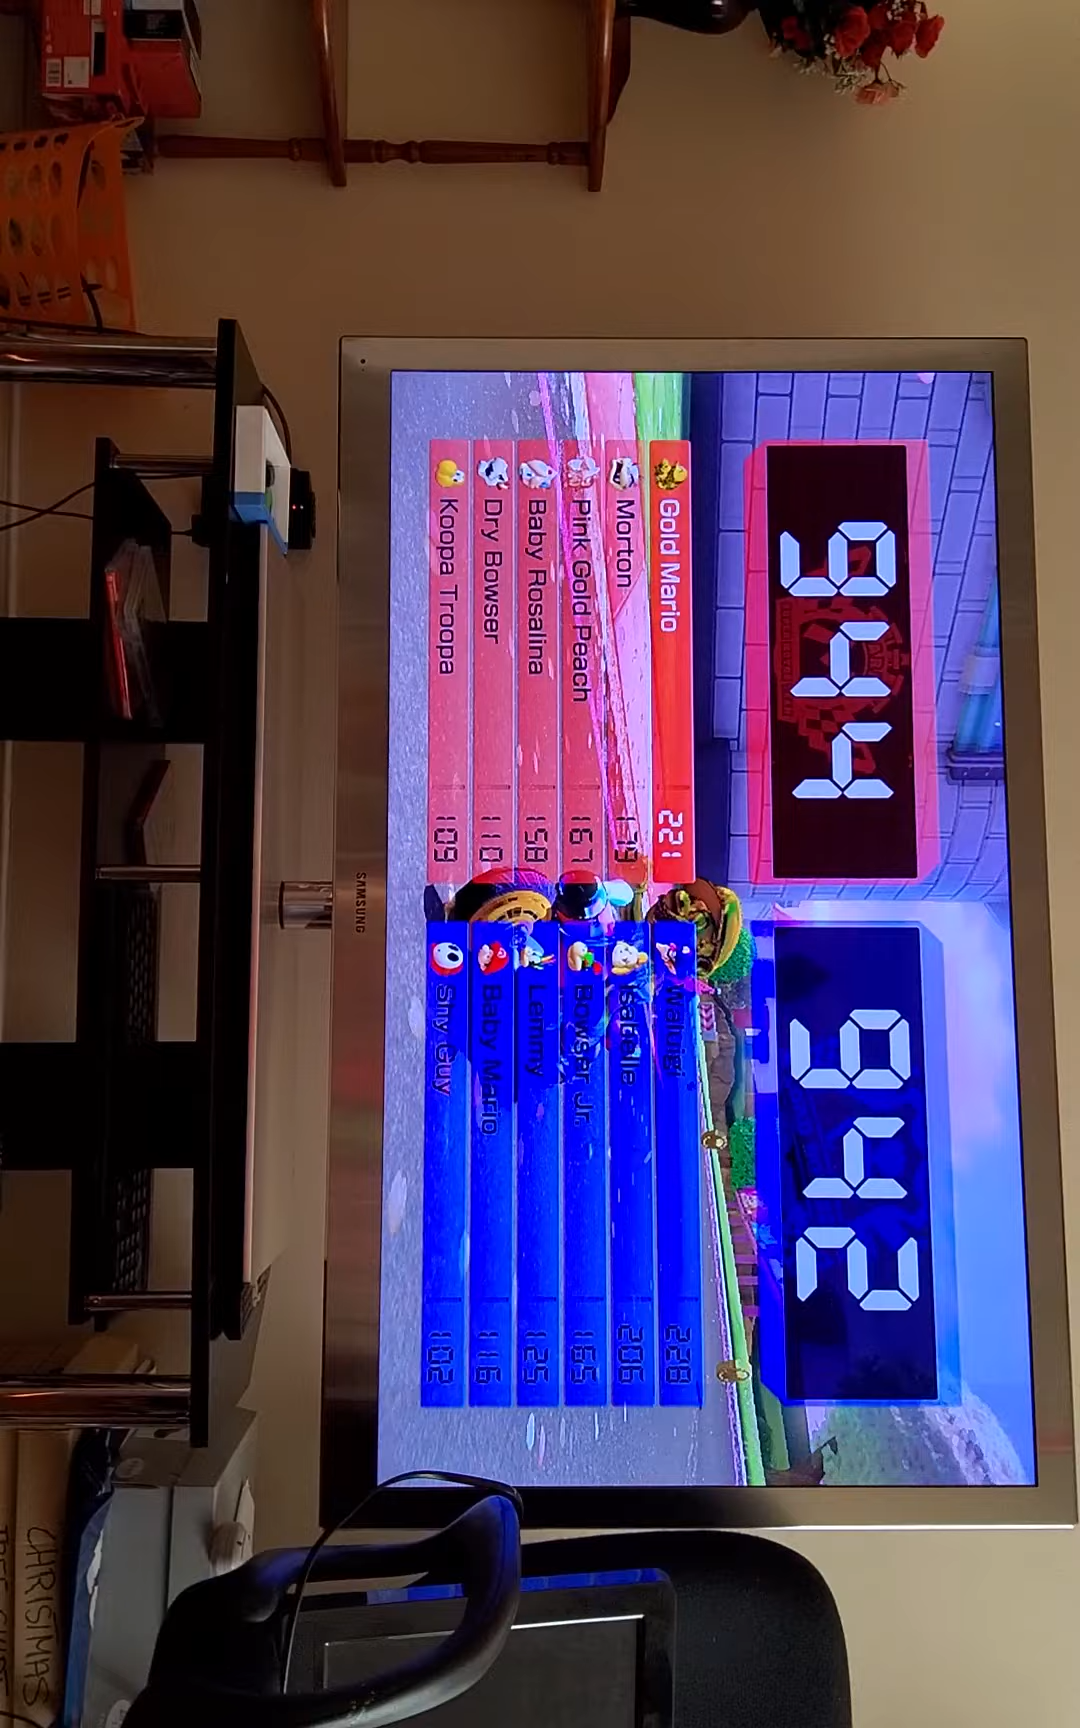 944
942
Gold Mario 221
Morton 179
Pink Gold Peach 167
Baby Rosalina 158
Dry Bowser 110
Koopa Troopa 109
Waluigi 228
Isabelle 206
Bowser Jr. 165
Lemmy 125
Baby Mario 116
Shy Guy 102
SAMSUNG
CHRISTMAS